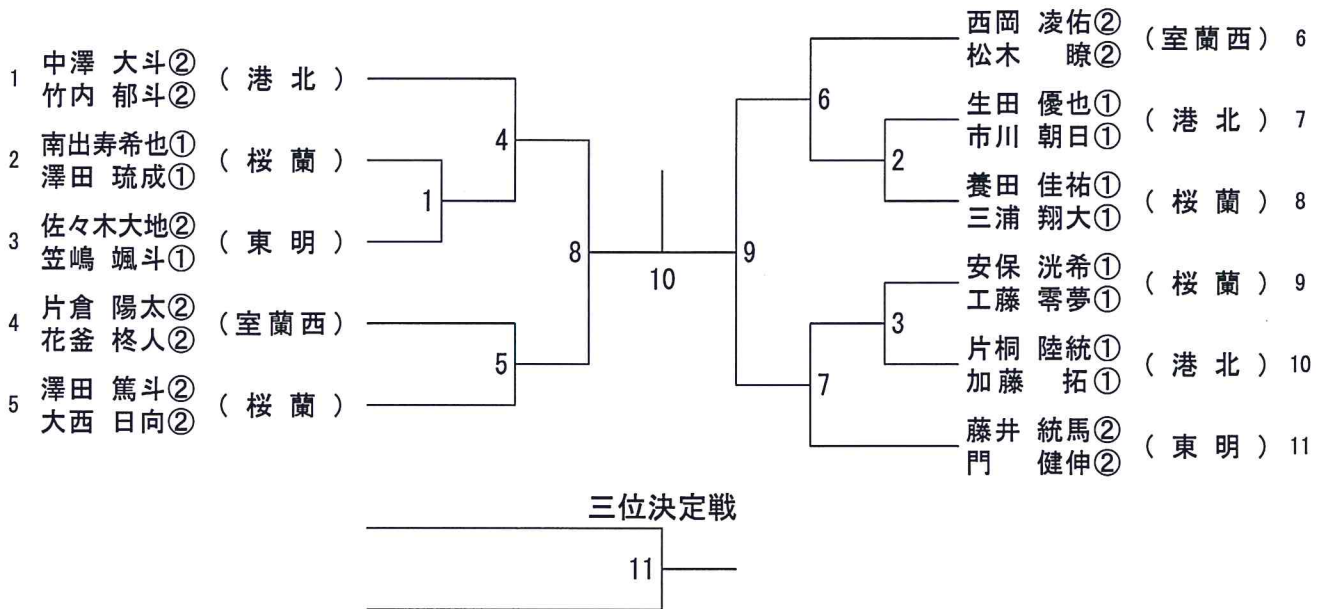 1 中澤 大斗② (港北)
竹内 郁斗②
2 南出寿希也① (桜蘭)
澤田 琉成①
3 佐々木大地② (東明)
笠嶋 颯斗①
4 片倉 陽太② (室蘭西)
花釜 柊人②
5 澤田 篤斗② (桜蘭)
大西 日向②
1
4
5
8
10
西岡 凌佑② (室蘭西) 6
松木 瞭②
生田 優也① (港北) 7
市川 朝日①
養田 佳祐① (桜蘭) 8
三浦 翔大①
安保 洸希① (桜蘭) 9
工藤 零夢①
片桐 陸統① (港北) 10
加藤 拓①
藤井 統馬② (東明) 11
門 健伸②
6
2
9
3
7
三位決定戦
11